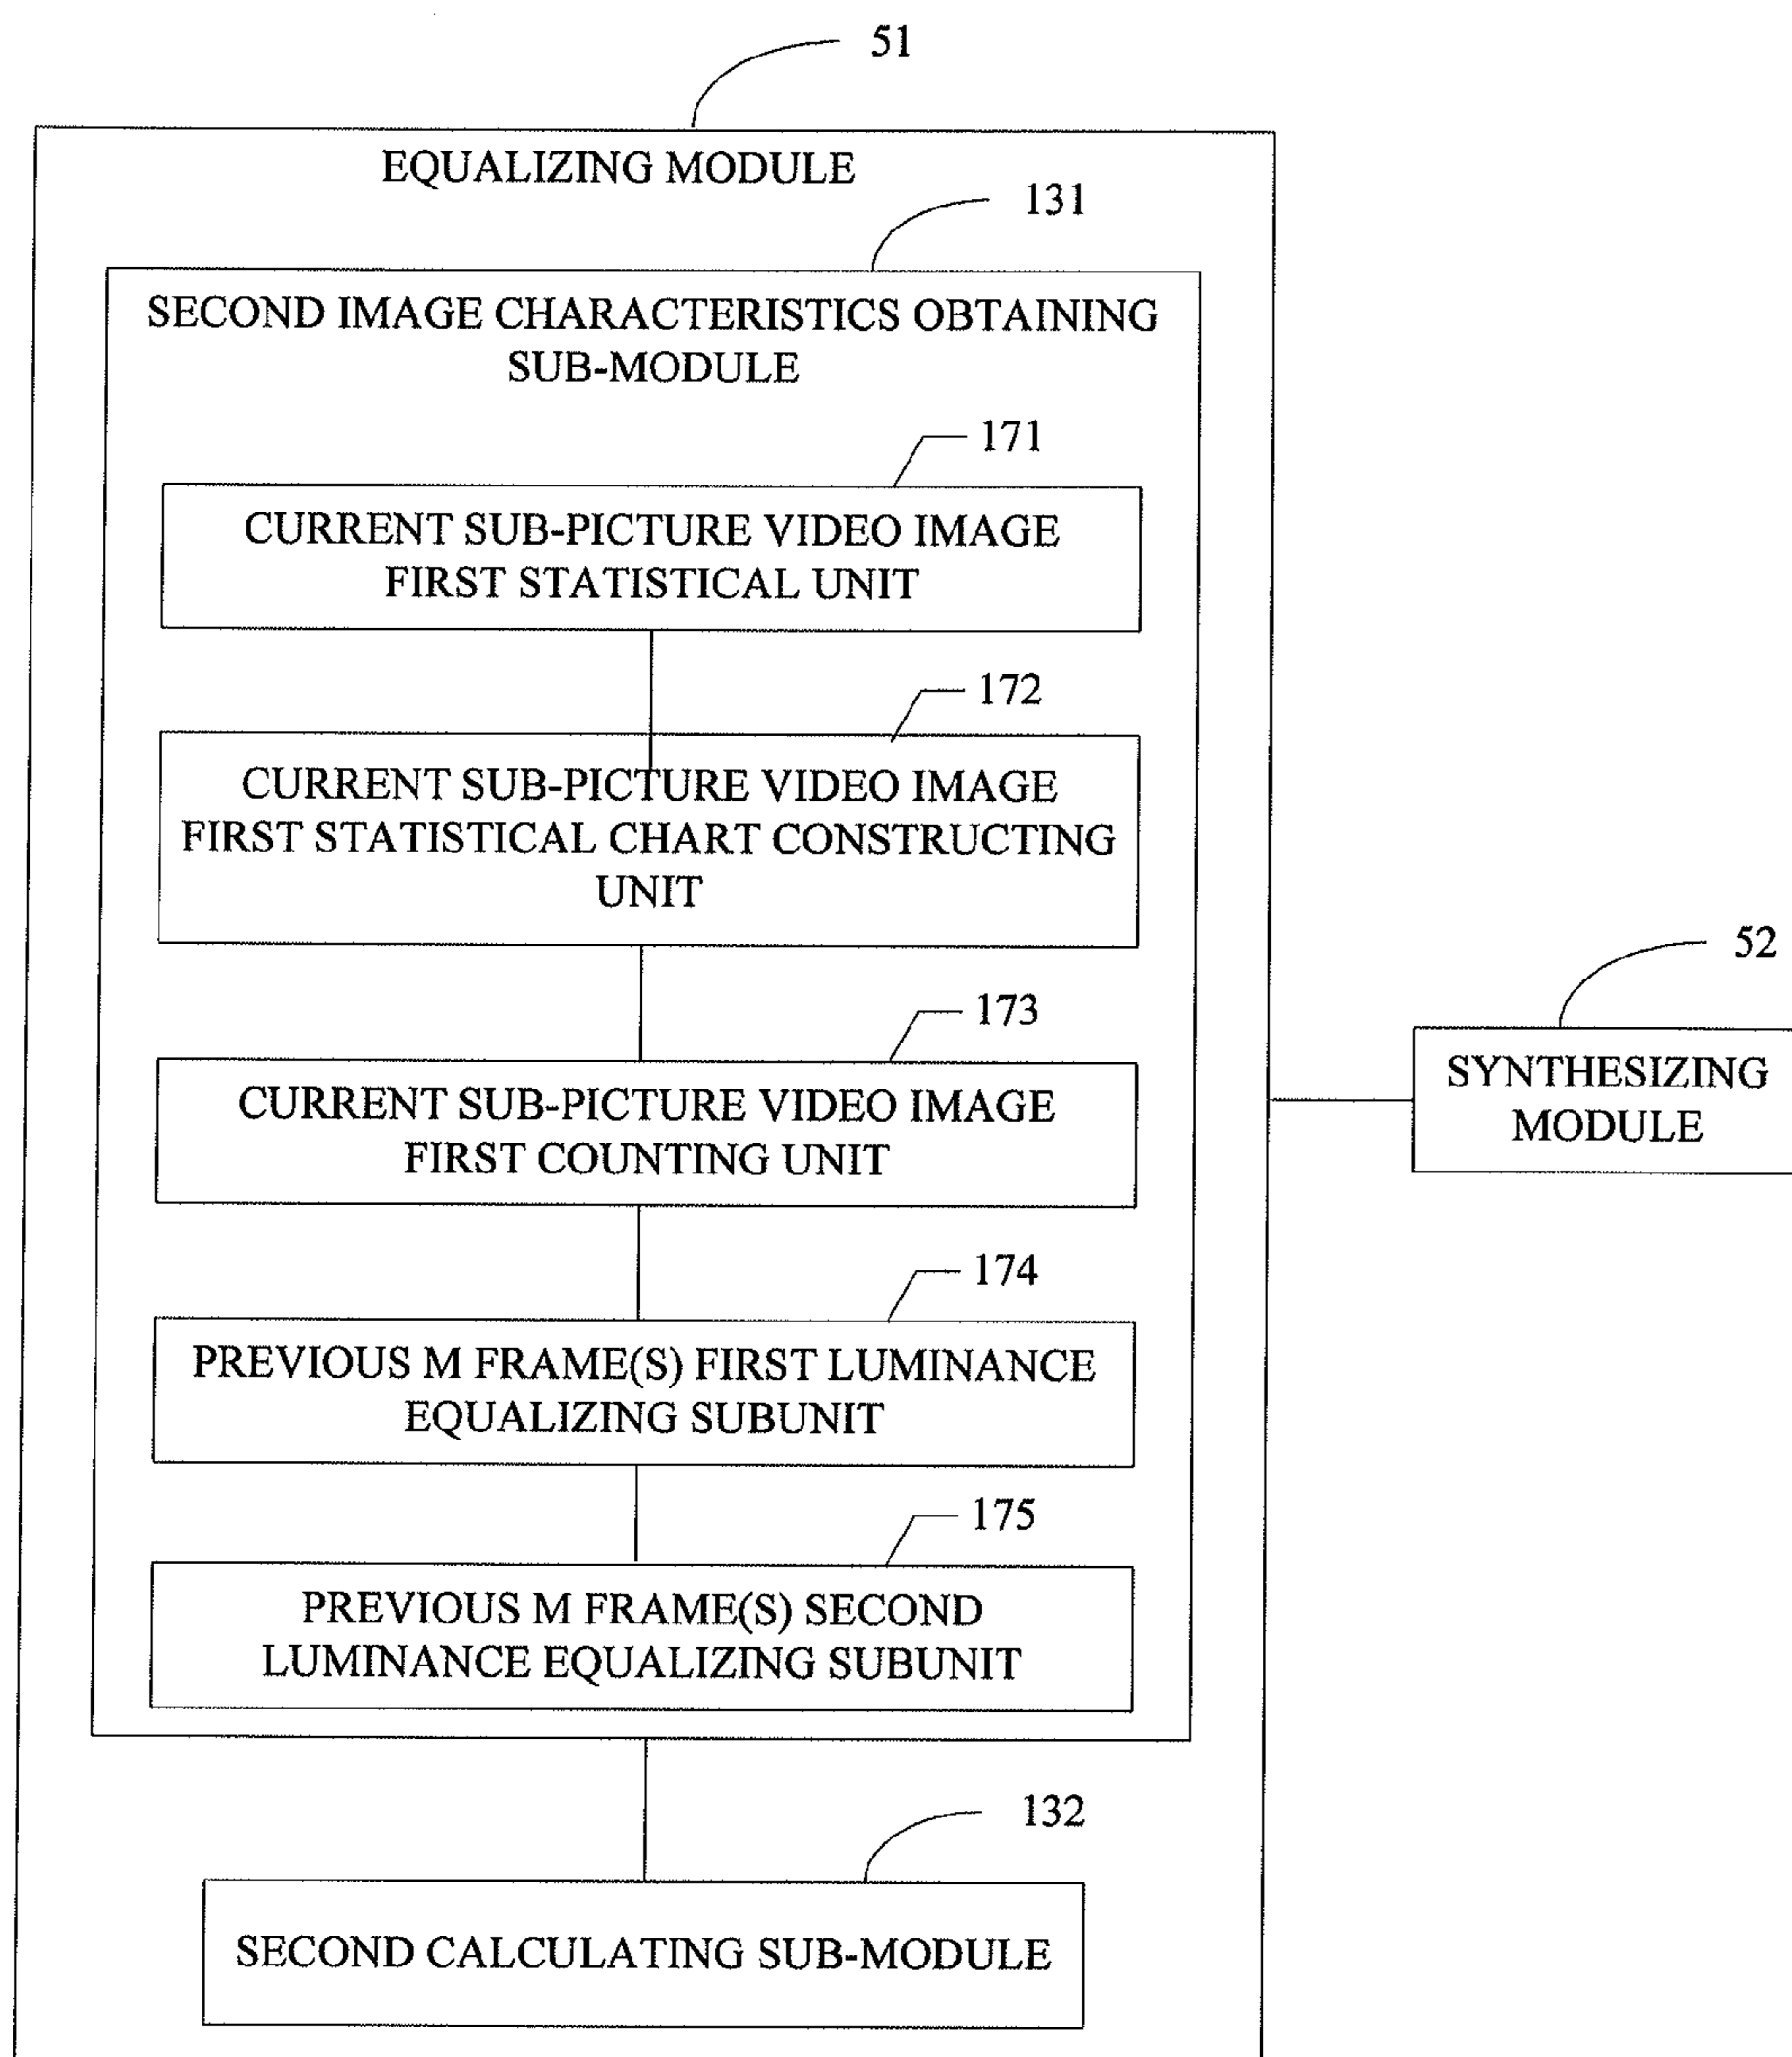 51
EQUALIZING MODULE
131
SECOND IMAGE CHARACTERISTICS OBTAINING
SUB-MODULE
171
CURRENT SUB-PICTURE VIDEO IMAGE
FIRST STATISTICAL UNIT
172
CURRENT SUB-PICTURE VIDEO IMAGE
FIRST STATISTICAL CHART CONSTRUCTING
UNIT
173
CURRENT SUB-PICTURE VIDEO IMAGE
FIRST COUNTING UNIT
174
PREVIOUS M FRAME(S) FIRST LUMINANCE
EQUALIZING SUBUNIT
175
PREVIOUS M FRAME(S) SECOND
LUMINANCE EQUALIZING SUBUNIT
132
SECOND CALCULATING SUB-MODULE
52
SYNTHESIZING
MODULE